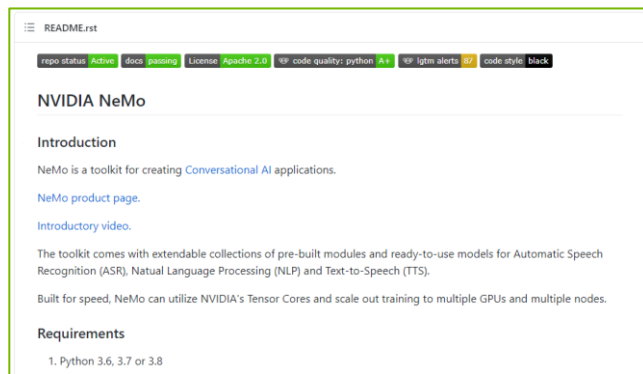 README.rst
repo status Active docs passing License Apache 2.0 code quality: python A+ lgtm alerts 87 code style black
NVIDIA NeMo
Introduction
NeMo is a toolkit for creating Conversational AI applications.
NeMo product page.
Introductory video.
The toolkit comes with extendable collections of pre-built modules and ready-to-use models for Automatic Speech
Recognition (ASR), Natual Language Processing (NLP) and Text-to-Speech (TTS).
Built for speed, NeMo can utilize NVIDIA's Tensor Cores and scale out training to multiple GPUs and multiple nodes.
Requirements
1. Python 3.6, 3.7 or 3.8